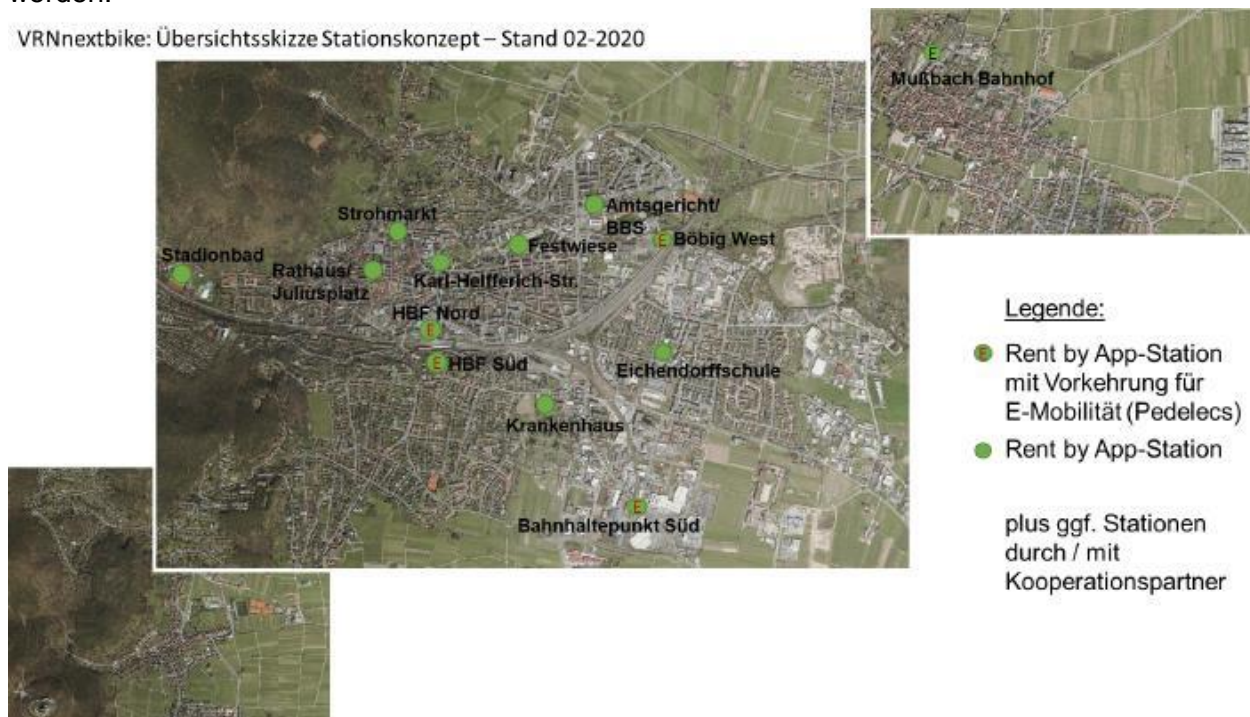 VRNnextbike: Übersichtsskizze Stationskonzept – Stand 02-2020
E
Mußbach Bahnhof
Amtsgericht/
BBS
Strohmarkt
E Böbig West
Festwiese
Stadionbad
Rathaus/
Juliusplatz
Karl-Helfferich-Str.
HBF Nord
E
E HBF Süd
Eichendorffschule
Krankenhaus
E
Bahnhaltepunkt Süd
Legende:
E Rent by App-Station
mit Vorkehrung für
E-Mobilität (Pedelecs)
Rent by App-Station
plus ggf. Stationen
durch / mit
Kooperationspartner